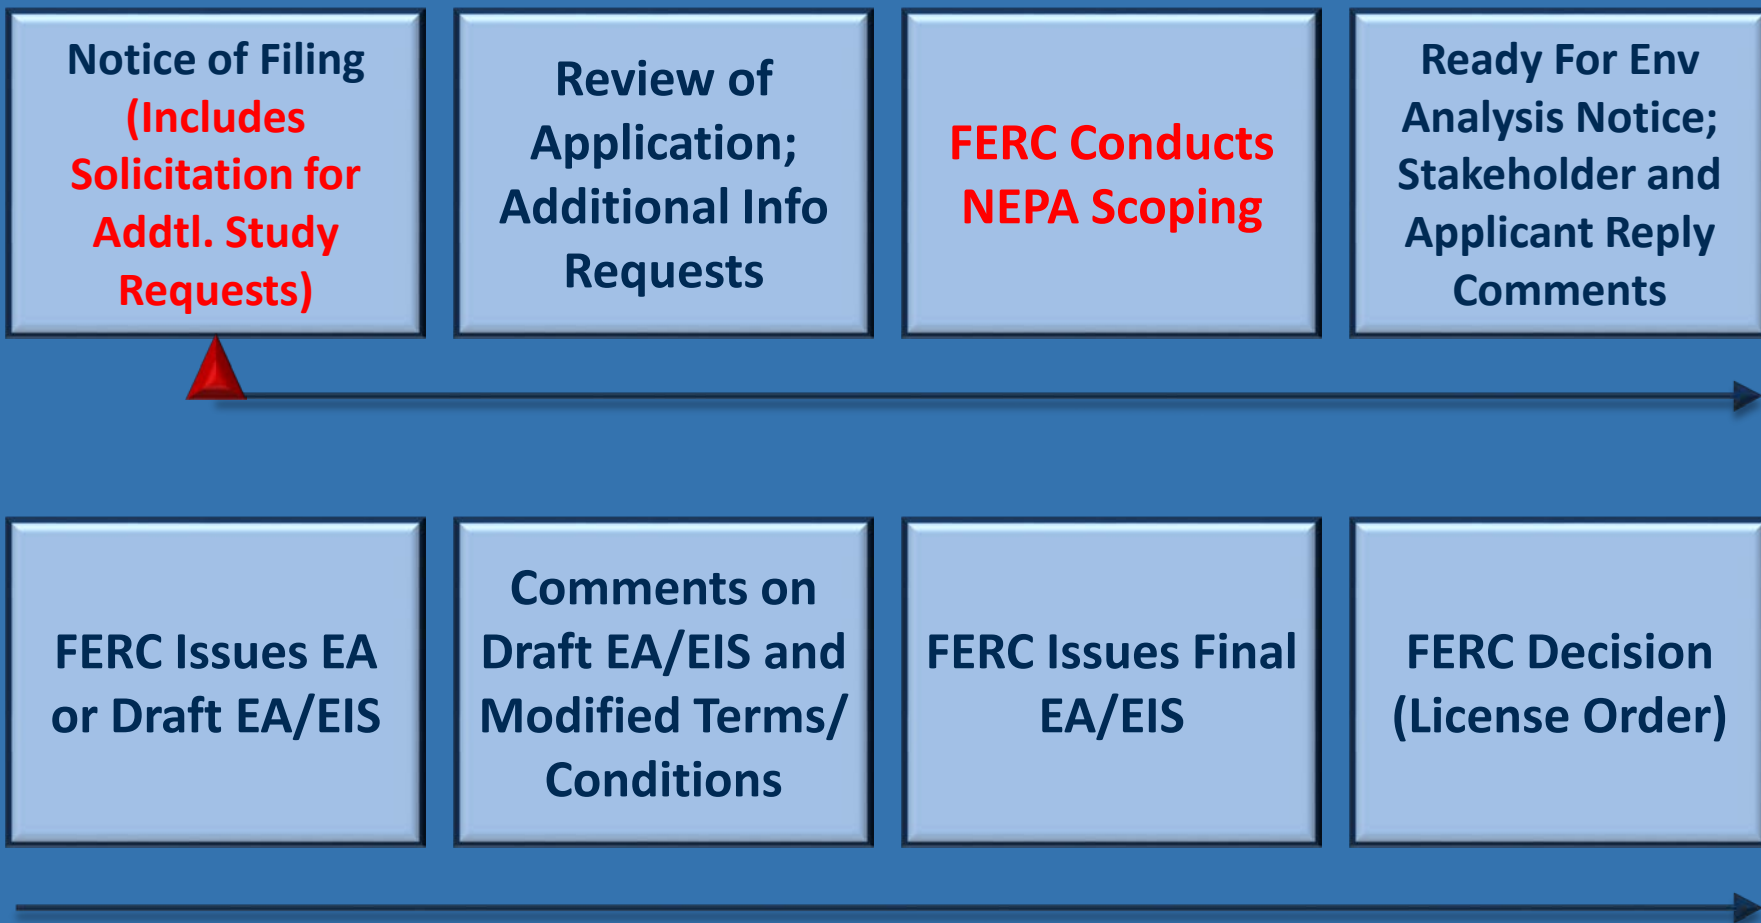 Notice of Filing
(Includes
Solicitation for
Addtl. Study
Requests)
Review of
Application;
Additional Info
Requests
FERC Conducts
NEPA Scoping
Ready For Env
Analysis Notice;
Stakeholder and
Applicant Reply
Comments
FERC Issues EA
or Draft EA/EIS
Comments on
Draft EA/EIS and
Modified Terms/
Conditions
FERC Issues Final
EA/EIS
FERC Decision
(License Order)